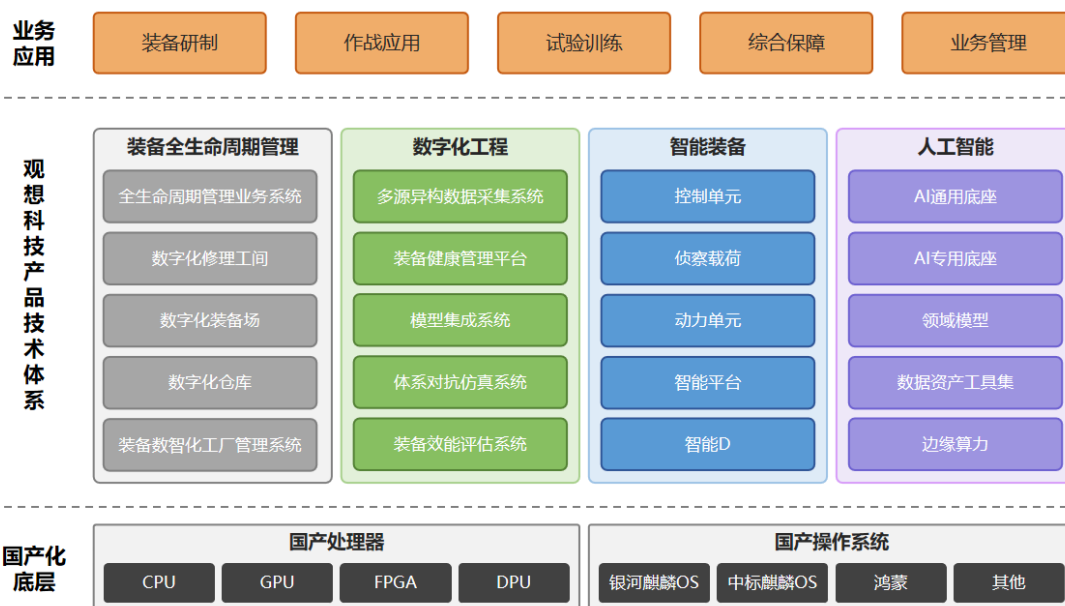 业务
应用
装备研制
作战应用
试验训练
综合保障
业务管理
观想科技产品技术体系
装备全生命周期管理
全生命周期管理业务系统
数字化修理工间
数字化装备场
数字化仓库
装备数智化工厂管理系统
数字化工程
多源异构数据采集系统
装备健康管理平台
模型集成系统
体系对抗仿真系统
装备效能评估系统
智能装备
控制单元
侦察载荷
动力单元
智能平台
智能D
人工智能
AI通用底座
AI专用底座
领域模型
数据资产工具集
边缘算力
国产化
底层
国产处理器
CPU
GPU
FPGA
DPU
国产操作系统
银河麒麟OS
中标麒麟OS
鸿蒙
其他